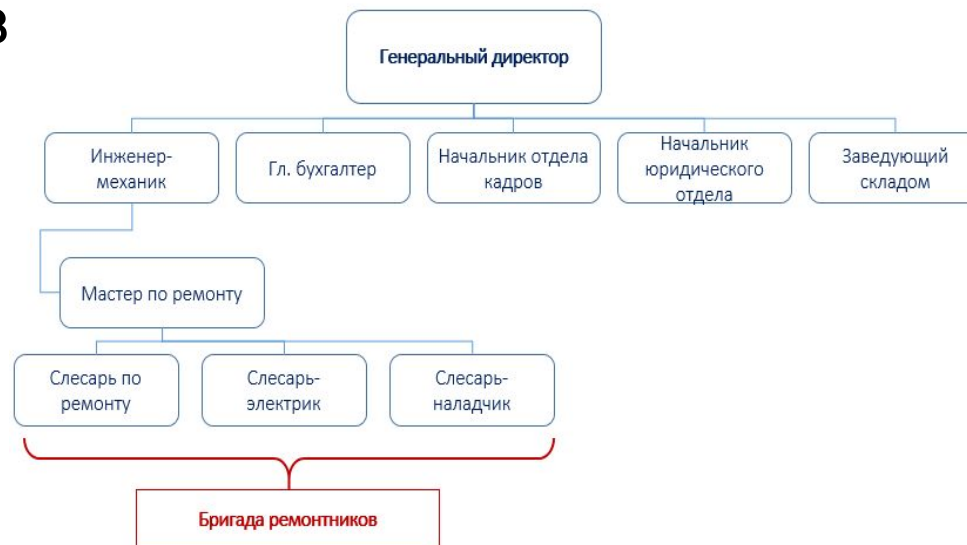 в
Генеральный директор
Инженер-
механик
Гл. бухгалтер
Начальник отдела
кадров
Начальник
юридического
отдела
Заведующий
складом
Мастер по ремонту
Слесарь по
ремонту
Слесарь-
электрик
Слесарь-
наладчик
Бригада ремонтников